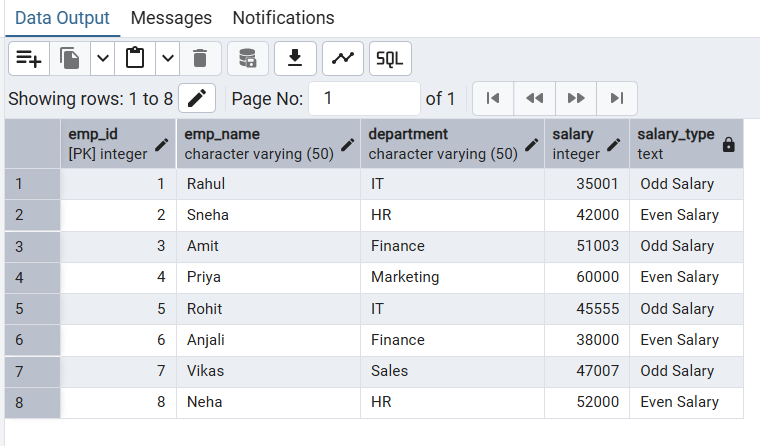 Data Output Messages Notifications
SQL
Showing rows: 1 to 8 Page No: 1 of 1
emp_id emp_name department salary salary_type
[PK] integer character varying (50) character varying (50) integer text
1 1 Rahul IT 35001 Odd Salary
2 2 Sneha HR 42000 Even Salary
3 3 Amit Finance 51003 Odd Salary
4 4 Priya Marketing 60000 Even Salary
5 5 Rohit IT 45555 Odd Salary
6 6 Anjali Finance 38000 Even Salary
7 7 Vikas Sales 47007 Odd Salary
8 8 Neha HR 52000 Even Salary